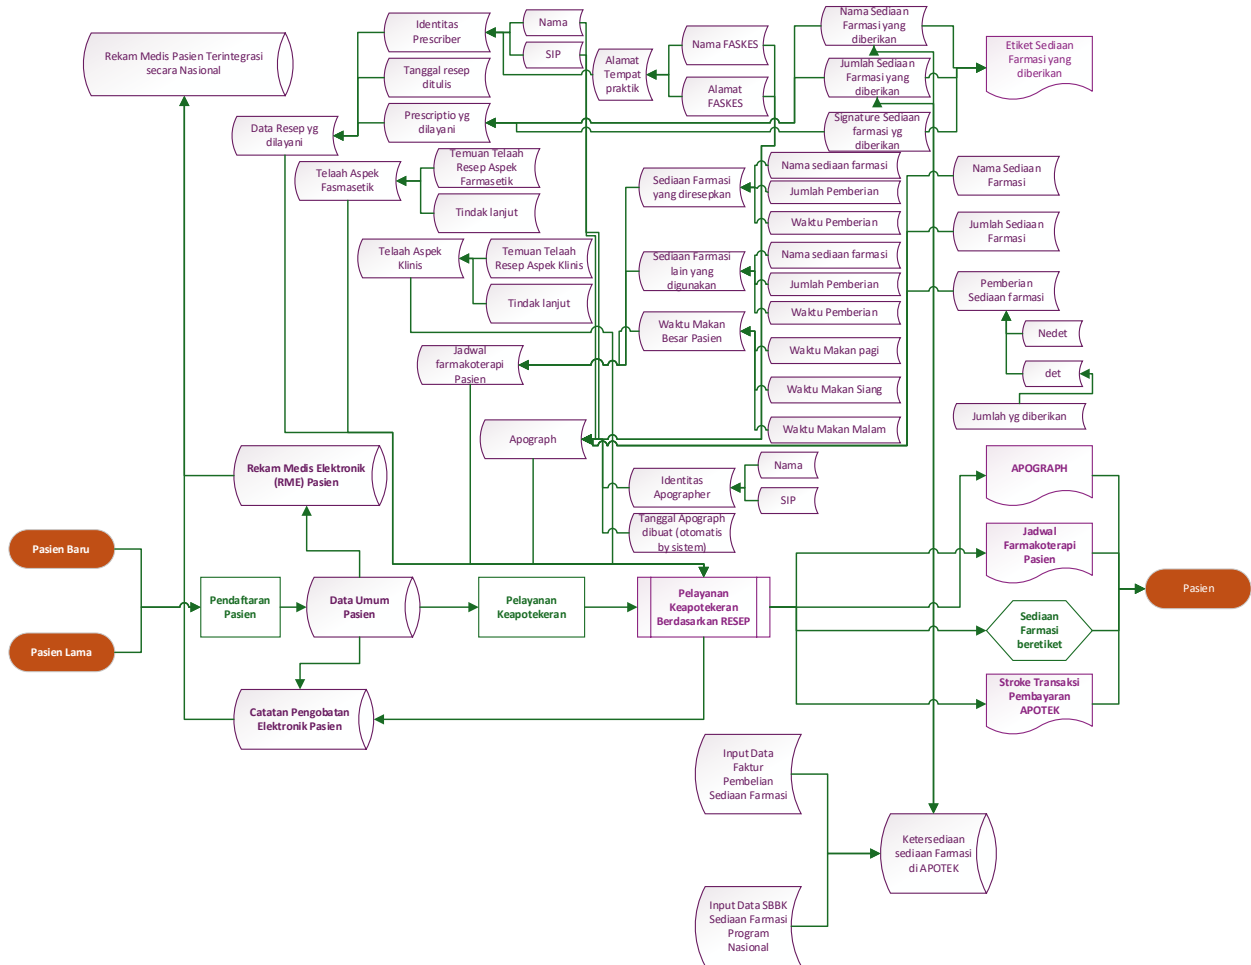 Rekam Medis Pasien Terintegrasi
secara Nasional
Identitas
Prescriber
Nama
SIP
Tanggal resep
ditulis
Prescriptio yg
dilayani
Data Resep yg
dilayani
Alamat
Tempat
praktik
Nama FASKES
Alamat
FASKES
Nama Sediaan
Farmasi yang
diberikan
Jumlah Sediaan
Farmasi yang
diberikan
Signature Sediaan
farmasi yg
diberikan
Etiket Sediaan
Farmasi yang
diberikan
Telaah Aspek
Fasmasetik
Temuan Telaah
Resep Aspek
Farmasetik
Tindak lanjut
Telaah Aspek
Klinis
Temuan Telaah
Resep Aspek Klinis
Tindak lanjut
Sediaan Farmasi
yang diresepkan
Nama sediaan farmasi
Jumlah Pemberian
Waktu Pemberian
Sediaan Farmasi
lain yang
digunakan
Nama sediaan farmasi
Jumlah Pemberian
Waktu Pemberian
Waktu Makan
Besar Pasien
Waktu Makan pagi
Waktu Makan Siang
Waktu Makan Malam
Nama Sediaan
Farmasi
Jumlah Sediaan
Farmasi
Pemberian
Sediaan farmasi
Nedet
det
Jumlah yg diberikan
Jadwal
farmakoterapi
Pasien
Apograph
Identitas
Apographer
Nama
SIP
Tanggal Apograph
dibuat (otomatis
by sistem)
Rekam Medis Elektronik
(RME) Pasien
Pasien Baru
Pasien Lama
Pendaftaran
Pasien
Data Umum
Pasien
Pelayanan
Keapotekeran
Pelayanan
Keapotekeran
Berdasarkan RESEP
Catatan Pengobatan
Elektronik Pasien
APOGRAPH
Jadwal
Farmakoterapi
Pasien
Sediaan
Farmasi
beretiket
Stroke Transaksi
Pembayaran
APOTEK
Pasien
Input Data
Faktur
Pembelian
Sediaan Farmasi
Input Data SBBK
Sediaan Farmasi
Program
Nasional
Ketersediaan
sediaan Farmasi
di APOTEK